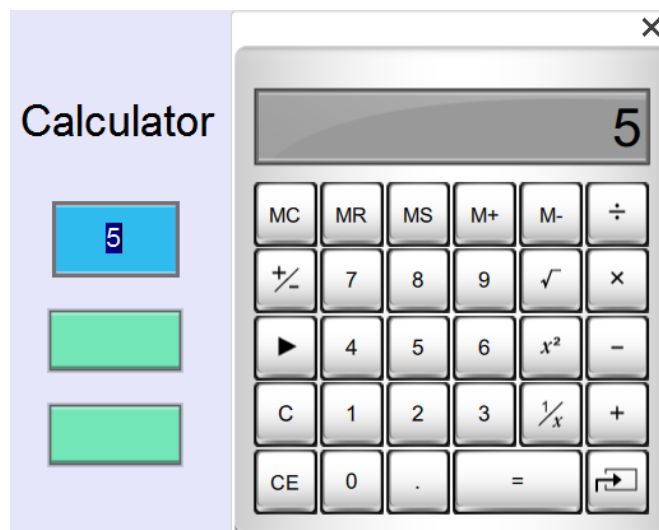 Calculator
5
5
MC MR MS M+ M- ÷
+/- 7 8 9 √ ×
► 4 5 6 x² −
C 1 2 3 1/x +
CE 0 . =